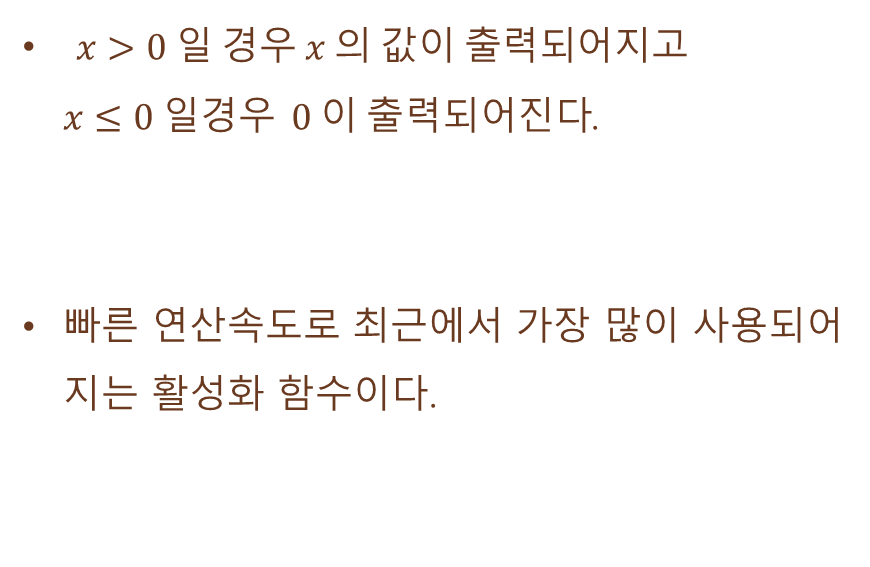 • x > 0 일 경우 x 의 값이 출력되어지고
x ≤ 0 일경우 0 이 출력되어진다.
• 빠른 연산속도로 최근에서 가장 많이 사용되어
지는 활성화 함수이다.